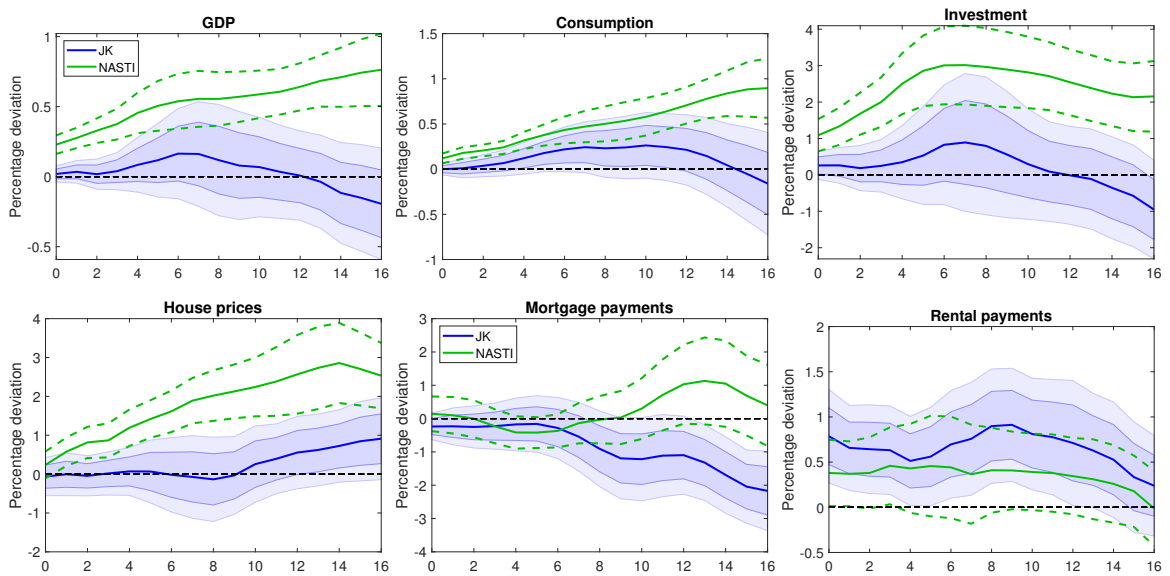 GDP
Percentage deviation
1
0.5
0
-0.5
JK
NASTI
0 2 4 6 8 10 12 14 16
Consumption
Percentage deviation
1.5
1
0.5
0
-0.5
-1
0 2 4 6 8 10 12 14 16
Investment
Percentage deviation
4
3
2
1
0
-1
-2
0 2 4 6 8 10 12 14 16
House prices
Percentage deviation
4
3
2
1
0
-1
-2
0 2 4 6 8 10 12 14 16
Mortgage payments
Percentage deviation
3
2
1
0
-1
-2
-3
-4
JK
NASTI
0 2 4 6 8 10 12 14 16
Rental payments
Percentage deviation
2
1.5
1
0.5
0
-0.5
0 2 4 6 8 10 12 14 16